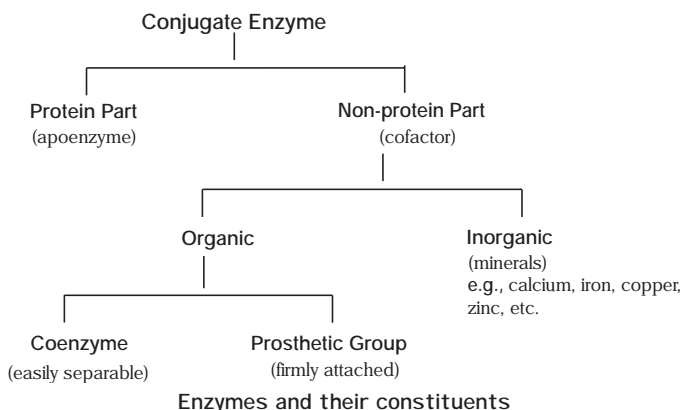 Conjugate Enzyme
Protein Part
(apoenzyme)
Non-protein Part
(cofactor)
Organic
Inorganic
(minerals)
e.g., calcium, iron, copper,
zinc, etc.
Coenzyme
(easily separable)
Prosthetic Group
(firmly attached)
Enzymes and their constituents